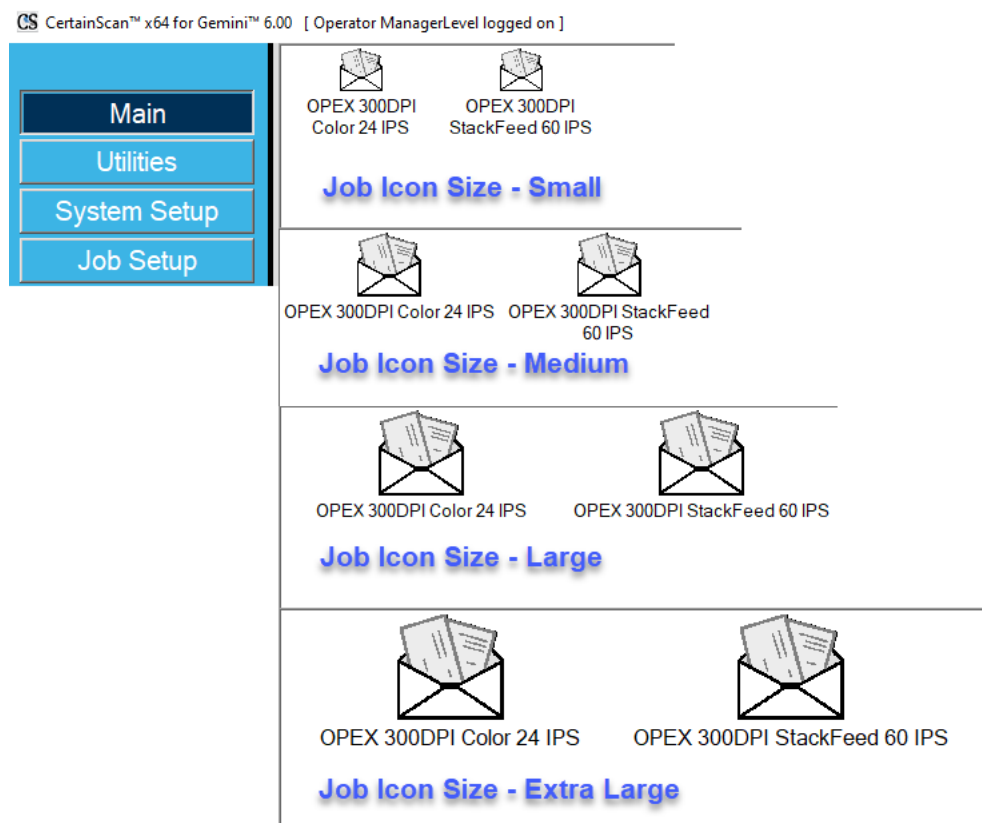 CS CertainScan™ x64 for Gemini™ 6.00 [ Operator ManagerLevel logged on ]
Main
Utilities
System Setup
Job Setup
OPEX 300DPI
Color 24 IPS
OPEX 300DPI
StackFeed 60 IPS
Job Icon Size - Small
OPEX 300DPI Color 24 IPS
OPEX 300DPI StackFeed
60 IPS
Job Icon Size - Medium
OPEX 300DPI Color 24 IPS
OPEX 300DPI StackFeed 60 IPS
Job Icon Size - Large
OPEX 300DPI Color 24 IPS
OPEX 300DPI StackFeed 60 IPS
Job Icon Size - Extra Large